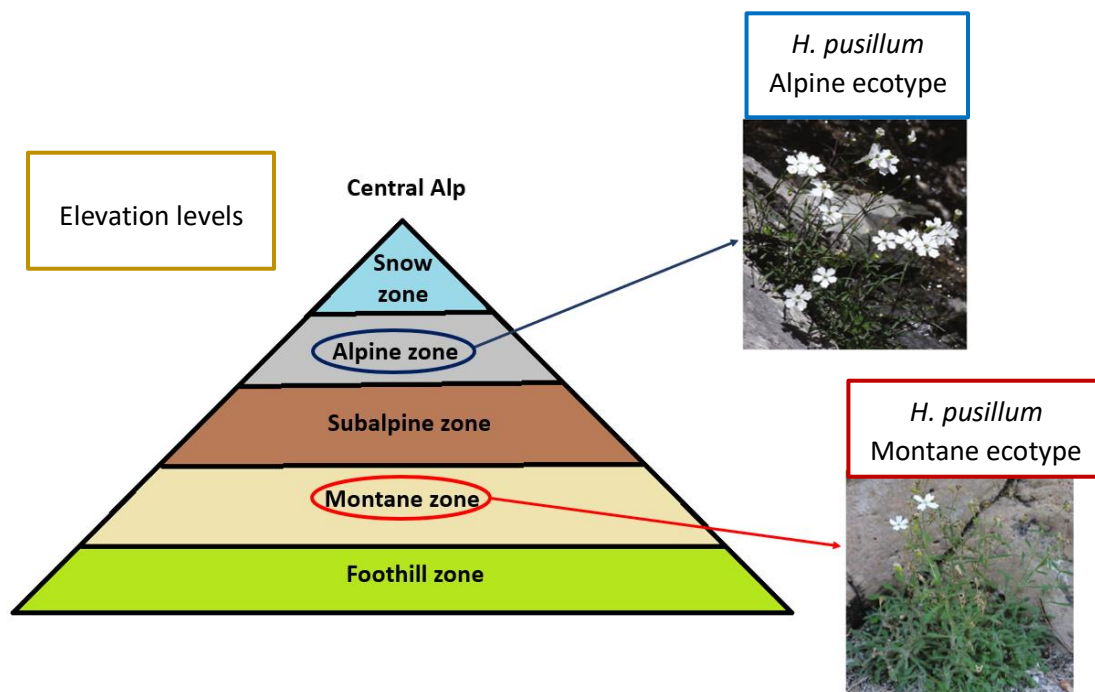 H. pusillum
Alpine ecotype
Elevation levels
Central Alp
Snow
zone
Alpine zone
Subalpine zone
H. pusillum
Montane ecotype
Montane zone
Foothill zone